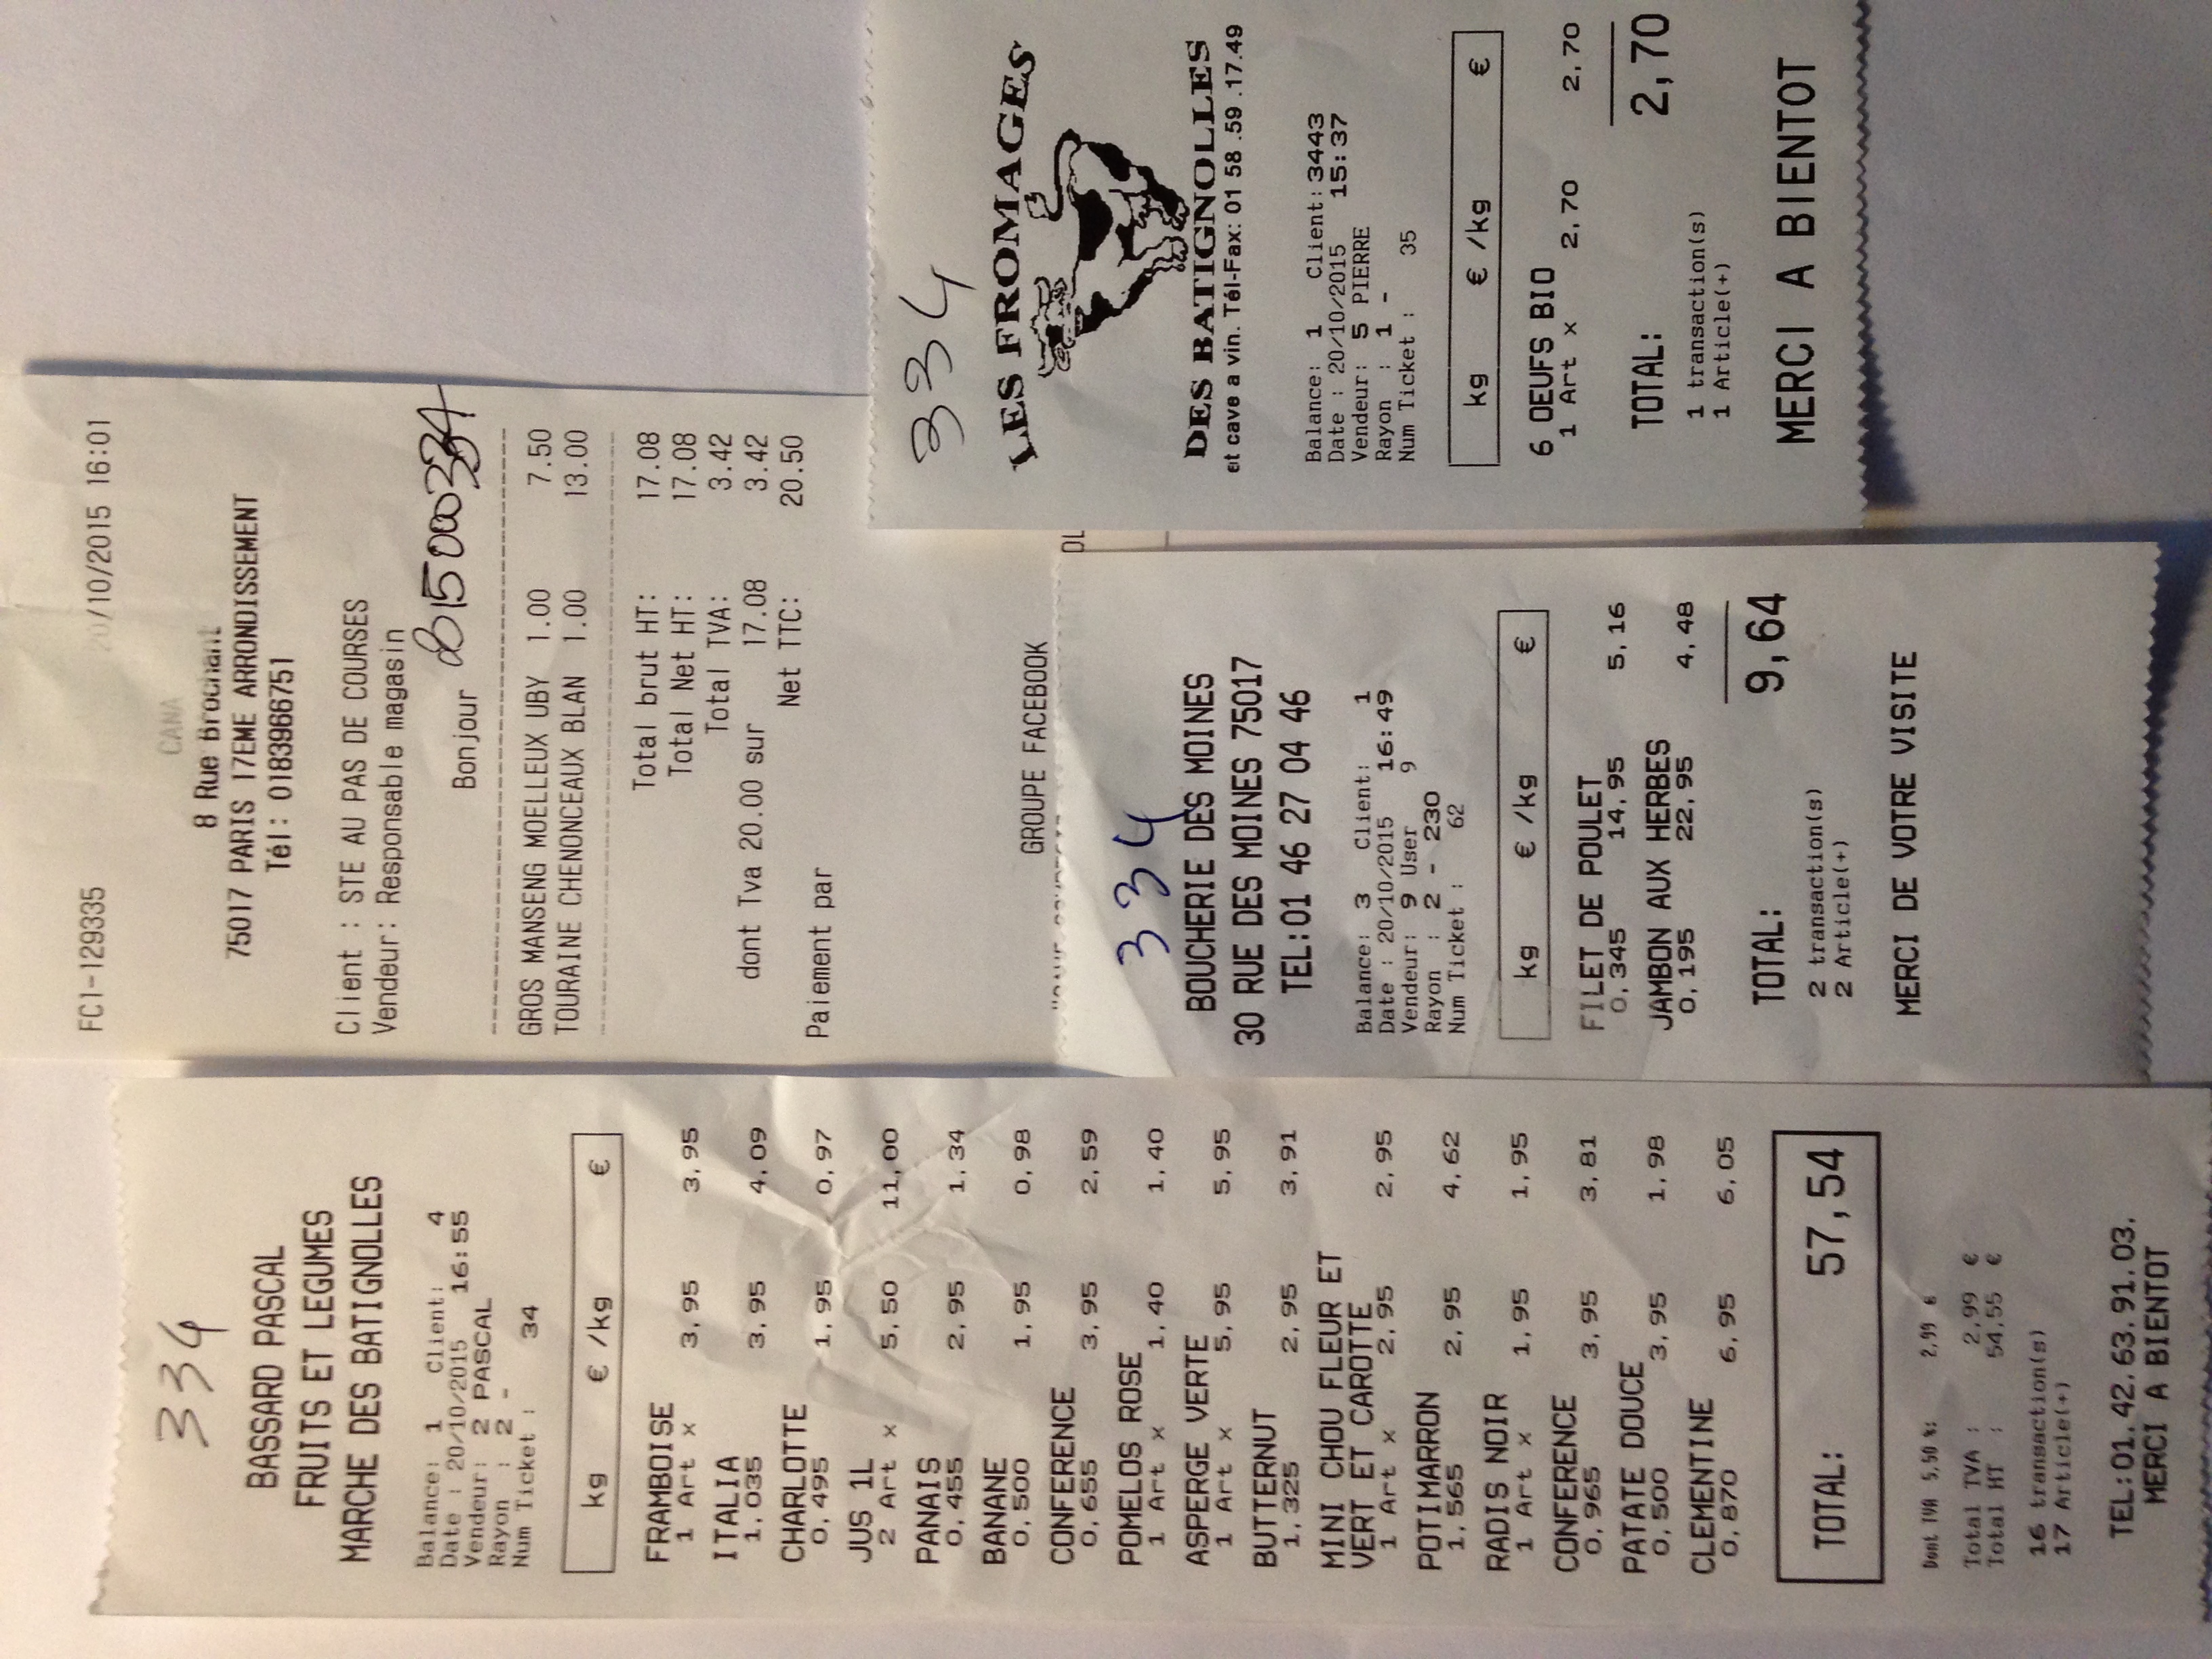 334
BASSARD PASCAL
FRUITS ET LEGUMES
MARCHE DES BATIGNOLLES
Balance: 1 Client: 4
Date : 20/10/2015 16:55
Vendeur: 2 PASCAL
Rayon : 2 -
Num Ticket : 34
kg € /kg €
FRAMBOISE
1 Art x 3,95 3,95
ITALIA
1,035 3,95 4,09
CHARLOTTE
0,495 1,95 0,97
JUS 1L
2 Art x 5,50 11,00
PANAIS
0,455 2,95 1,34
BANANE
0,500 1,95 0,98
CONFERENCE
0,655 3,95 2,59
POMELOS ROSE
1 Art x 1,40 1,40
ASPERGE VERTE
1 Art x 5,95 5,95
BUTTERNUT
1,325 2,95 3,91
MINI CHOU FLEUR ET
VERT ET CAROTTE
1 Art x 2,95 2,95
POTIMARRON
1,565 2,95 4,62
RADIS NOIR
1 Art x 1,95 1,95
CONFERENCE
0,965 3,95 3,81
PATATE DOUCE
0,500 3,95 1,98
CLEMENTINE
0,870 6,95 6,05
TOTAL: 57,54
Dont TVA 5,50 %: 2,99 €
Total TVA : 2,99 €
Total HT : 54,55 €
16 transaction(s)
17 Article(+)
TEL:01.42.63.91.03.
MERCI A BIENTOT
FC1-129335 20/10/2015 16:01
CANA
8 Rue Brochant
75017 PARIS 17EME ARRONDISSEMENT
Tél: 0183966751
Client : STE AU PAS DE COURSES
Vendeur: Responsable magasin
Bonjour 0815000334
GROS MANSENG MOELLEUX UBY 1.00 7.50
TOURAINE CHENONCEAUX BLAN 1.00 13.00
Total brut HT: 17.08
Total Net HT: 17.08
Total TVA: 3.42
dont Tva 20.00 sur 17.08 3.42
Net TTC: 20.50
Paiement par
GROUPE FACEBOOK
334
BOUCHERIE DES MOINES
30 RUE DES MOINES 75017
TEL:01 46 27 04 46
Balance: 3 Client: 1
Date : 20/10/2015 16:49
Vendeur: 9 User 9
Rayon : 2 - 230
Num Ticket : 62
kg € /kg €
FILET DE POULET
0,345 14,95 5,16
JAMBON AUX HERBES
0,195 22,95 4,48
TOTAL: 9,64
2 transaction(s)
2 Article(+)
MERCI DE VOTRE VISITE
334
LES FROMAGES
DES BATIGNOLLES
et cave a vin. Tél-Fax: 01 58 .59 .17.49
Balance: 1 Client: 3443
Date : 20/10/2015 15:37
Vendeur: 5 PIERRE
Rayon : 1 -
Num Ticket : 35
kg € /kg €
6 OEUFS BIO
1 Art x 2,70 2,70
TOTAL: 2,70
1 transaction(s)
1 Article(+)
MERCI A BIENTOT